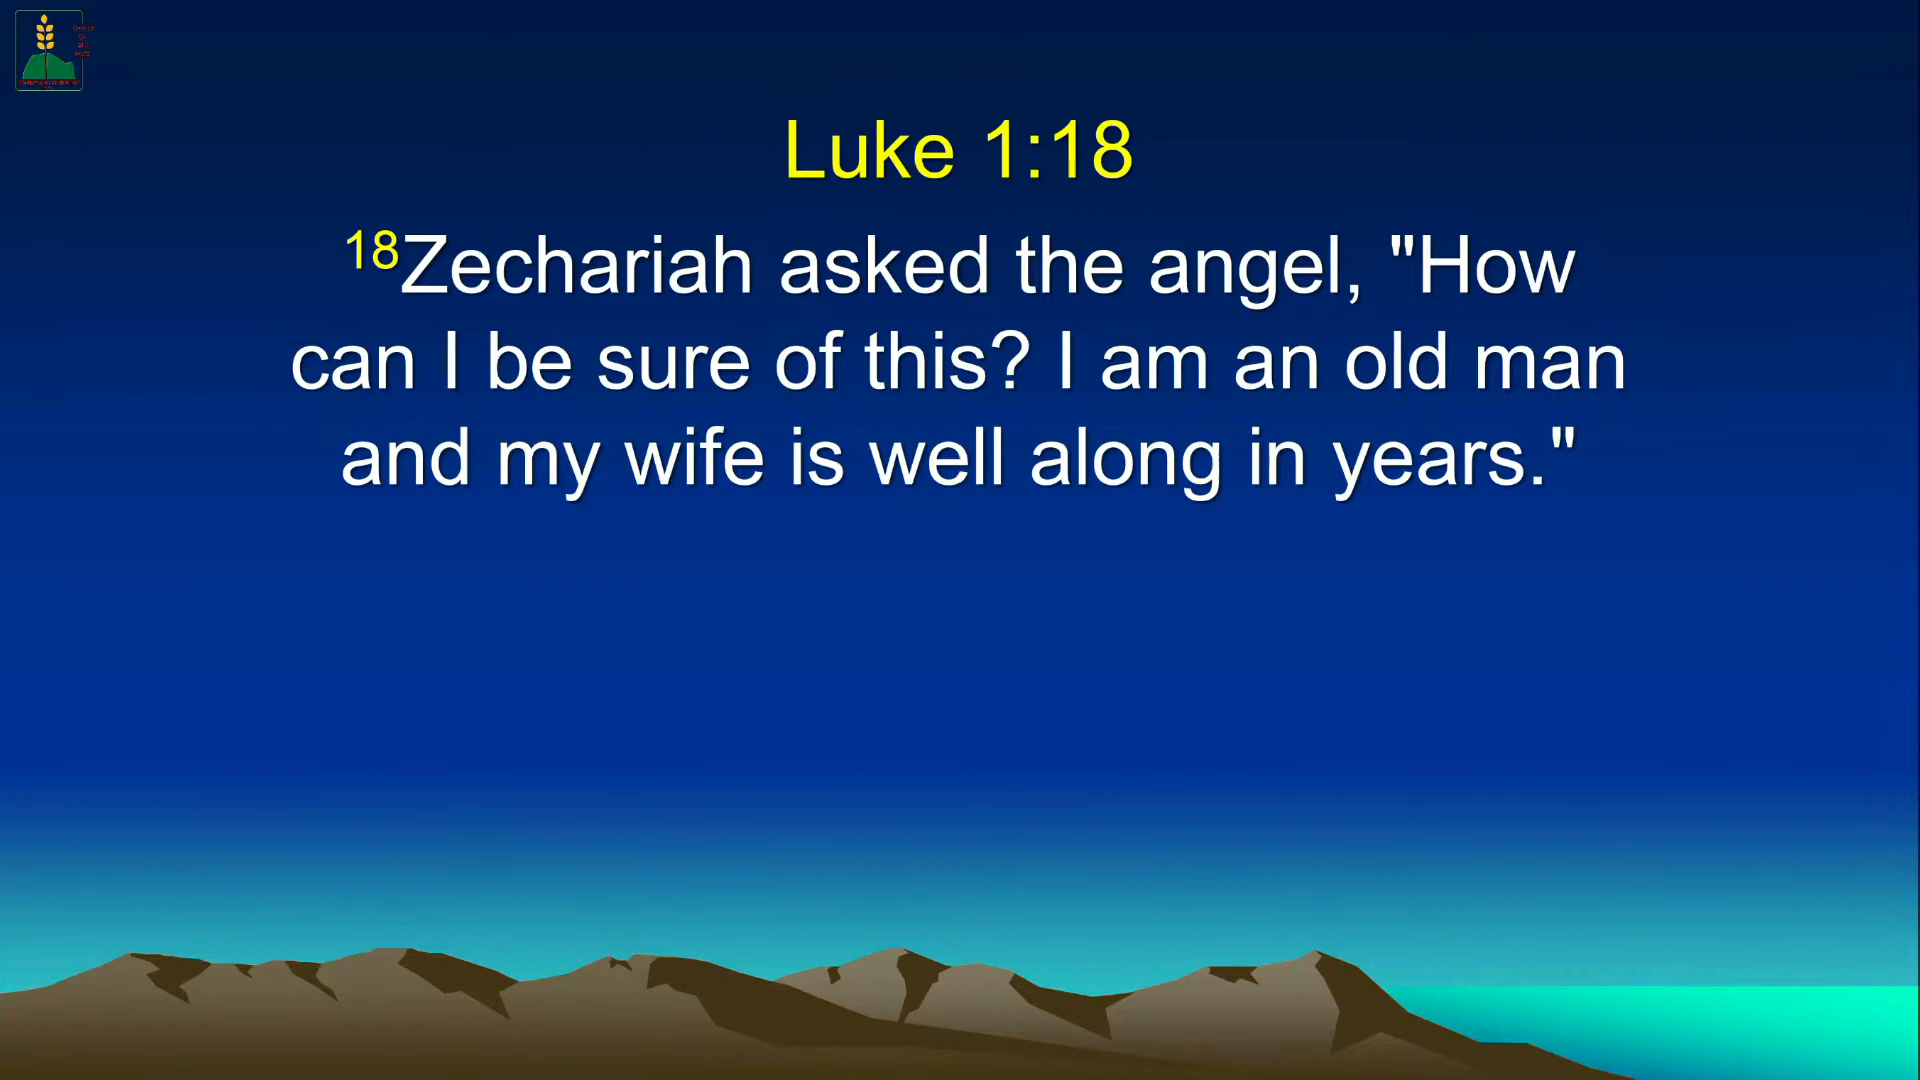 Luke 1:18
18Zechariah asked the angel, "How
can I be sure of this? I am an old man
and my wife is well along in years."